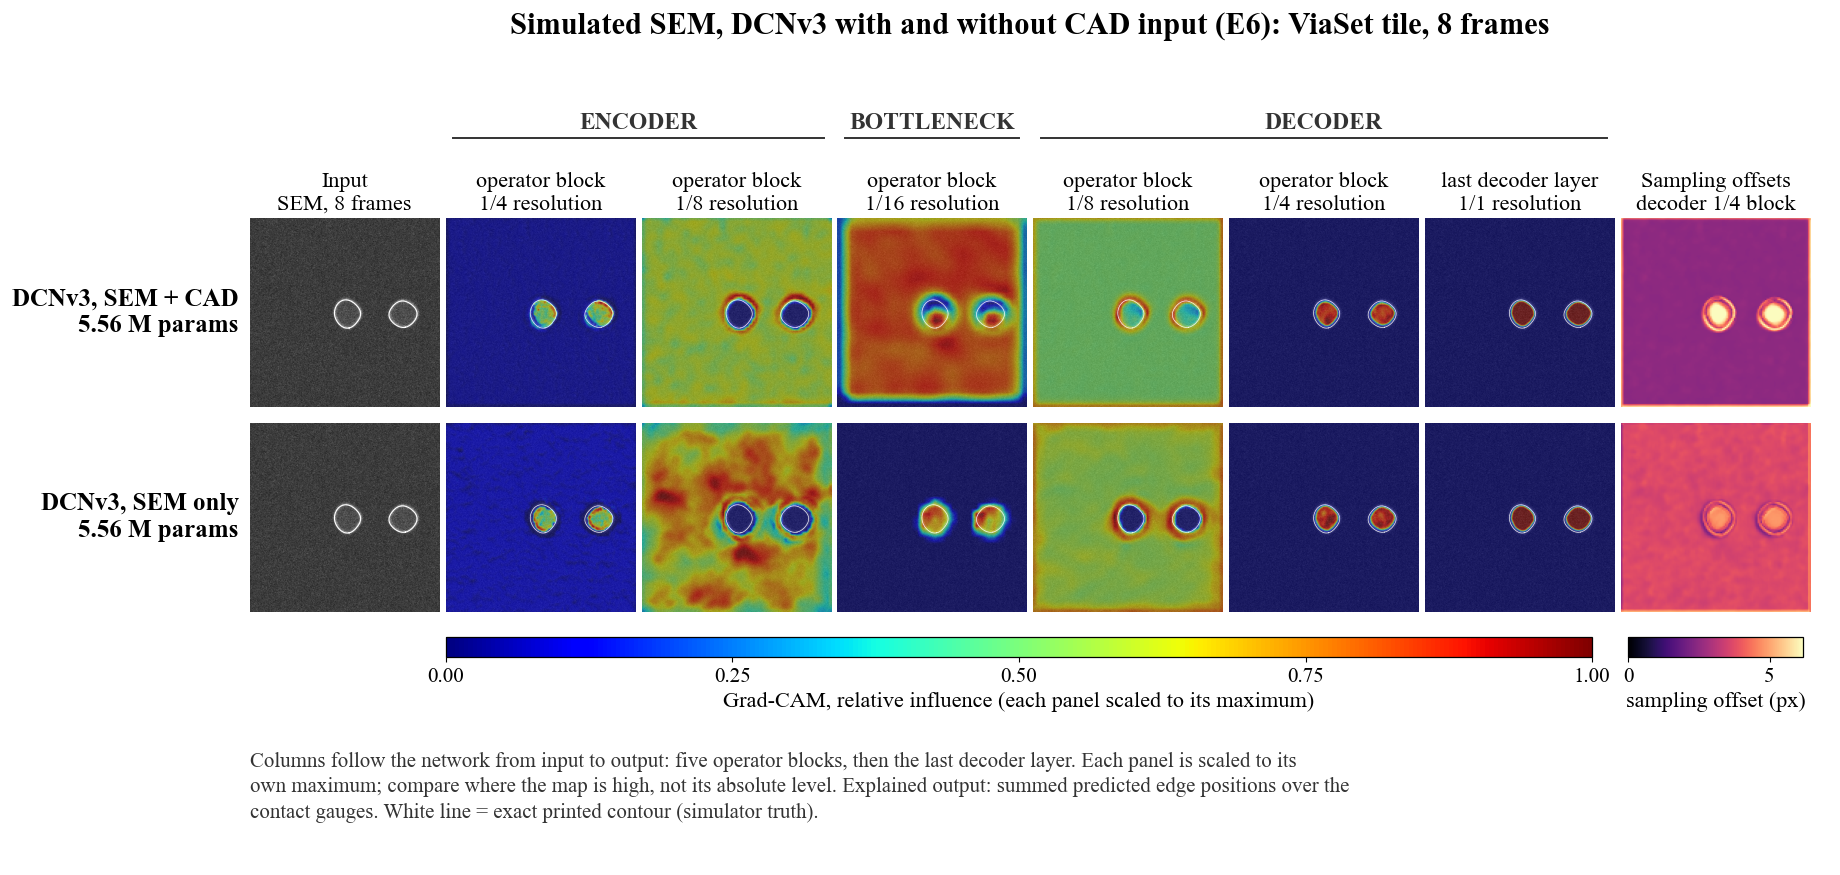 Simulated SEM, DCNv3 with and without CAD input (E6): ViaSet tile, 8 frames
ENCODER
BOTTLENECK
DECODER
Input
SEM, 8 frames
operator block
1/4 resolution
operator block
1/8 resolution
operator block
1/16 resolution
operator block
1/8 resolution
operator block
1/4 resolution
last decoder layer
1/1 resolution
Sampling offsets
decoder 1/4 block
DCNv3, SEM + CAD
5.56 M params
DCNv3, SEM only
5.56 M params
0.00
0.25
0.50
0.75
1.00
Grad-CAM, relative influence (each panel scaled to its maximum)
0
5
sampling offset (px)
Columns follow the network from input to output: five operator blocks, then the last decoder layer. Each panel is scaled to its
own maximum; compare where the map is high, not its absolute level. Explained output: summed predicted edge positions over the
contact gauges. White line = exact printed contour (simulator truth).